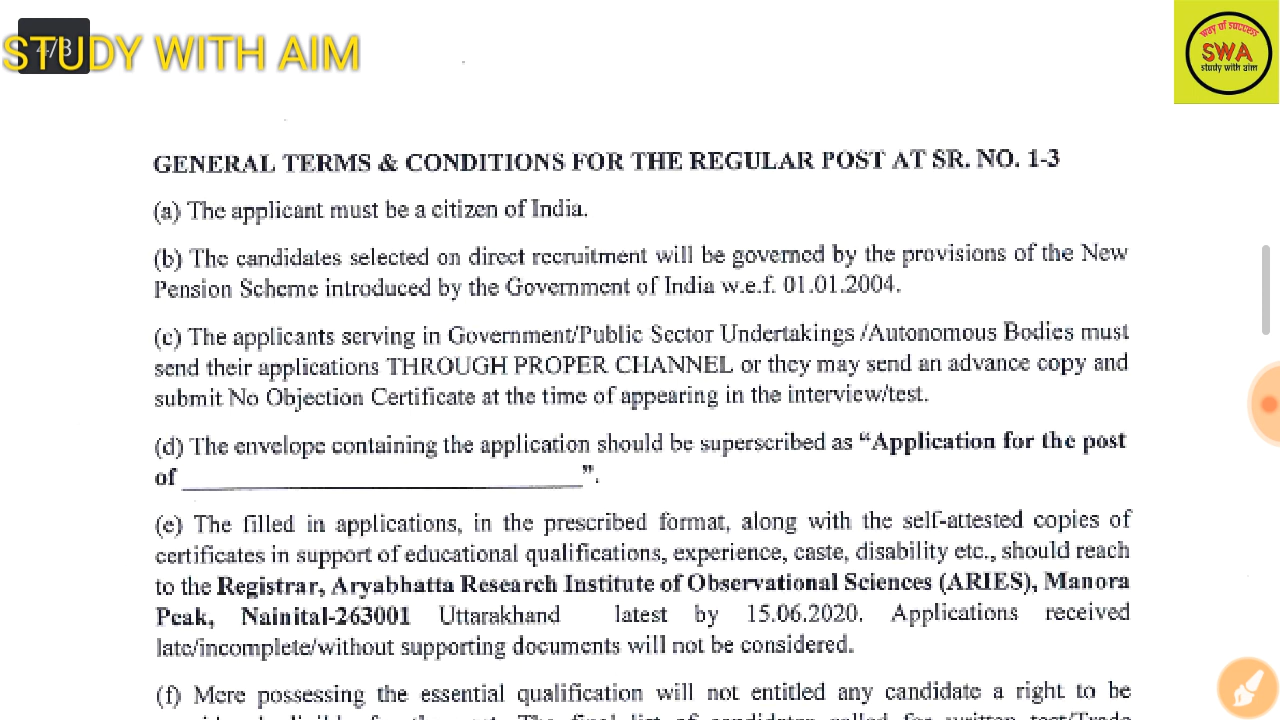 4/8
STUDY WITH AIM
way of success
SWA
study with aim
GENERAL TERMS & CONDITIONS FOR THE REGULAR POST AT SR. NO. 1-3
(a) The applicant must be a citizen of India.
(b) The candidates selected on direct recruitment will be governed by the provisions of the New
Pension Scheme introduced by the Government of India w.e.f. 01.01.2004.
(c) The applicants serving in Government/Public Sector Undertakings /Autonomous Bodies must
send their applications THROUGH PROPER CHANNEL or they may send an advance copy and
submit No Objection Certificate at the time of appearing in the interview/test.
(d) The envelope containing the application should be superscribed as “Application for the post
of ______________________________”.
(e) The filled in applications, in the prescribed format, along with the self-attested copies of
certificates in support of educational qualifications, experience, caste, disability etc., should reach
to the Registrar, Aryabhatta Research Institute of Observational Sciences (ARIES), Manora
Peak, Nainital-263001 Uttarakhand latest by 15.06.2020. Applications received
late/incomplete/without supporting documents will not be considered.
(f) Mere possessing the essential qualification will not entitled any candidate a right to be